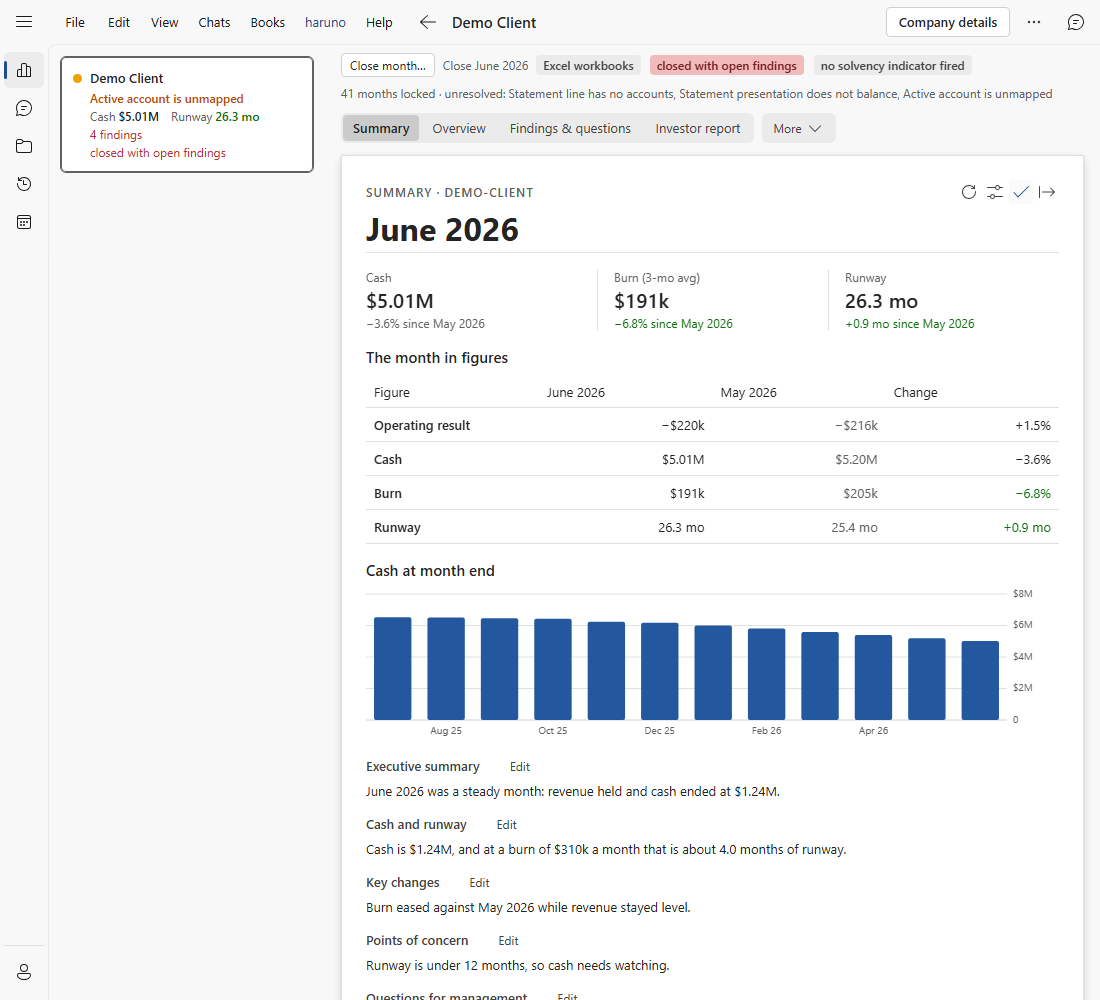 File Edit View Chats Books haruno Help Demo Client Company details
Demo Client
Active account is unmapped
Cash $5.01M Runway 26.3 mo
4 findings
closed with open findings
Close month... Close June 2026 Excel workbooks closed with open findings no solvency indicator fired
41 months locked · unresolved: Statement line has no accounts, Statement presentation does not balance, Active account is unmapped
Summary Overview Findings & questions Investor report More
SUMMARY · DEMO-CLIENT
June 2026
Cash Burn (3-mo avg) Runway
$5.01M $191k 26.3 mo
−3.6% since May 2026 −6.8% since May 2026 +0.9 mo since May 2026
The month in figures
Figure June 2026 May 2026 Change
Operating result −$220k −$216k +1.5%
Cash $5.01M $5.20M −3.6%
Burn $191k $205k −6.8%
Runway 26.3 mo 25.4 mo +0.9 mo
Cash at month end
$8M
$6M
$4M
$2M
0
Aug 25 Oct 25 Dec 25 Feb 26 Apr 26
Executive summary Edit
June 2026 was a steady month: revenue held and cash ended at $1.24M.
Cash and runway Edit
Cash is $1.24M, and at a burn of $310k a month that is about 4.0 months of runway.
Key changes Edit
Burn eased against May 2026 while revenue stayed level.
Points of concern Edit
Runway is under 12 months, so cash needs watching.
Questions for management Edit